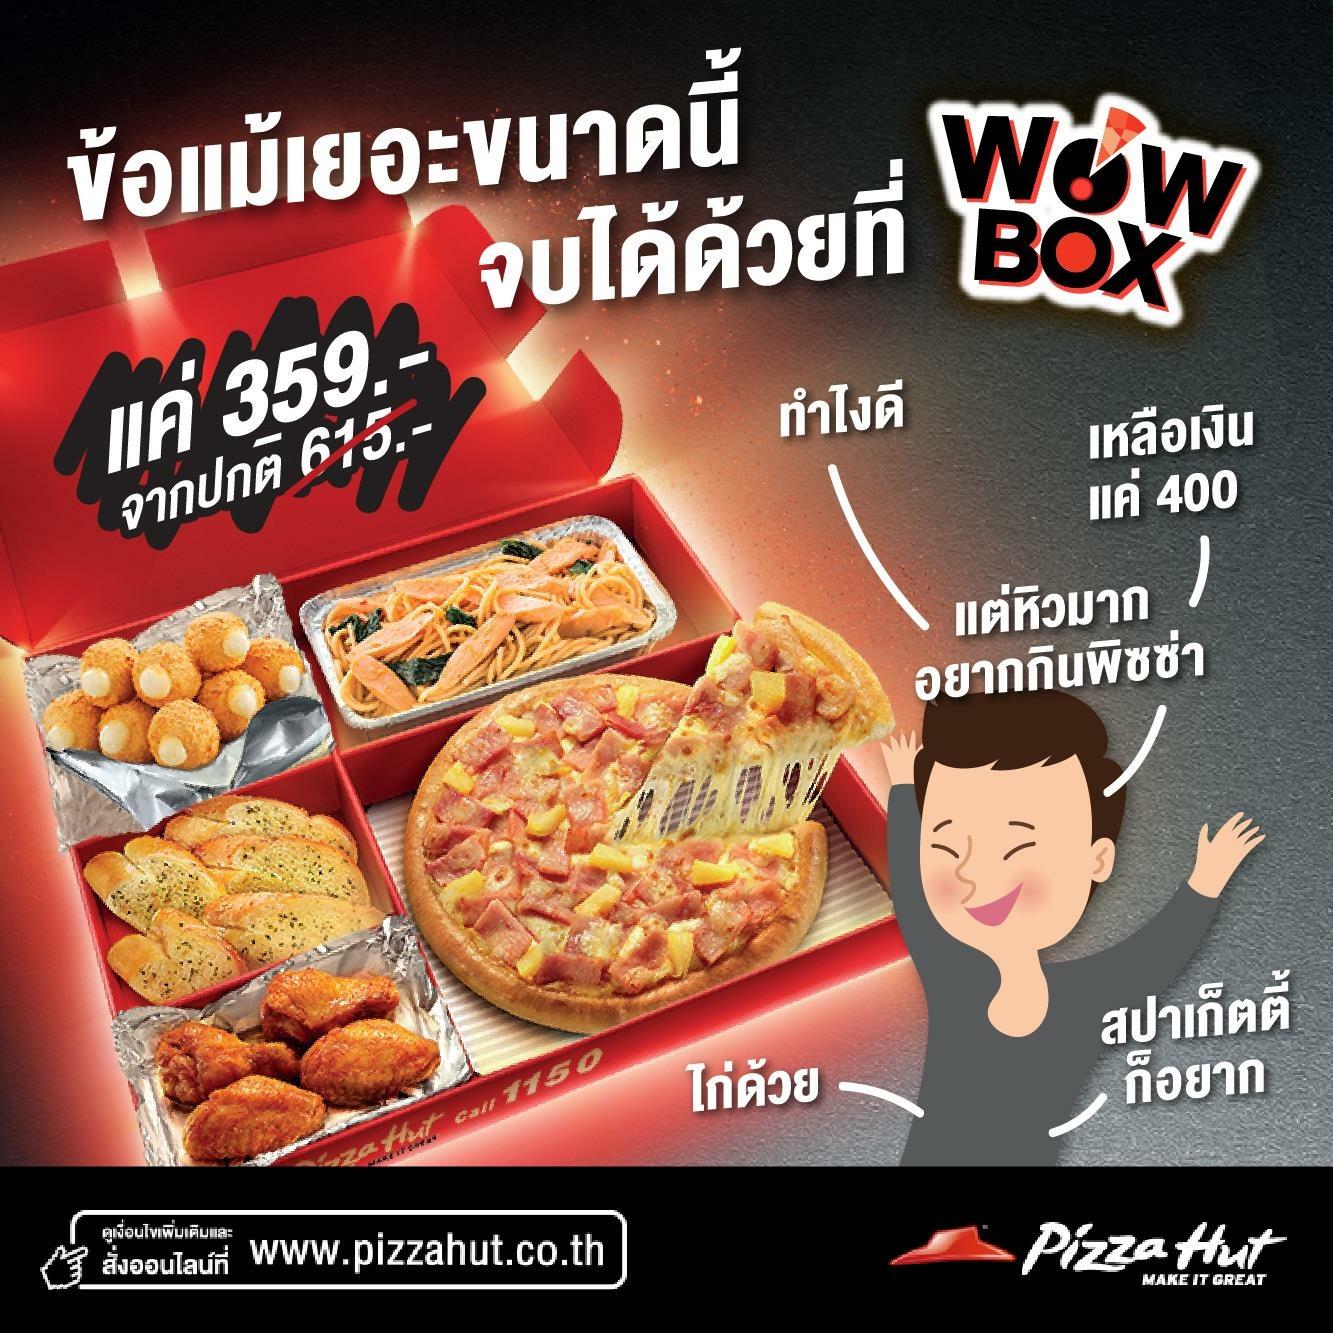 ข้อแม้เยอะขนาดนี้
จบได้ด้วยที่
WOW
BOX
แค่ 359.-
จากปกติ 615.-
ทำไงดี
เหลือเงิน
แค่ 400
แต่หิวมาก
อยากกินพิซซ่า
ไก่ด้วย
สปาเก็ตตี้
ก็อยาก
Pizza Hut Call 1150
MAKE IT GREAT
ดูเงื่อนไขเพิ่มเติมและ
สั่งออนไลน์ที่ www.pizzahut.co.th
Pizza Hut
MAKE IT GREAT